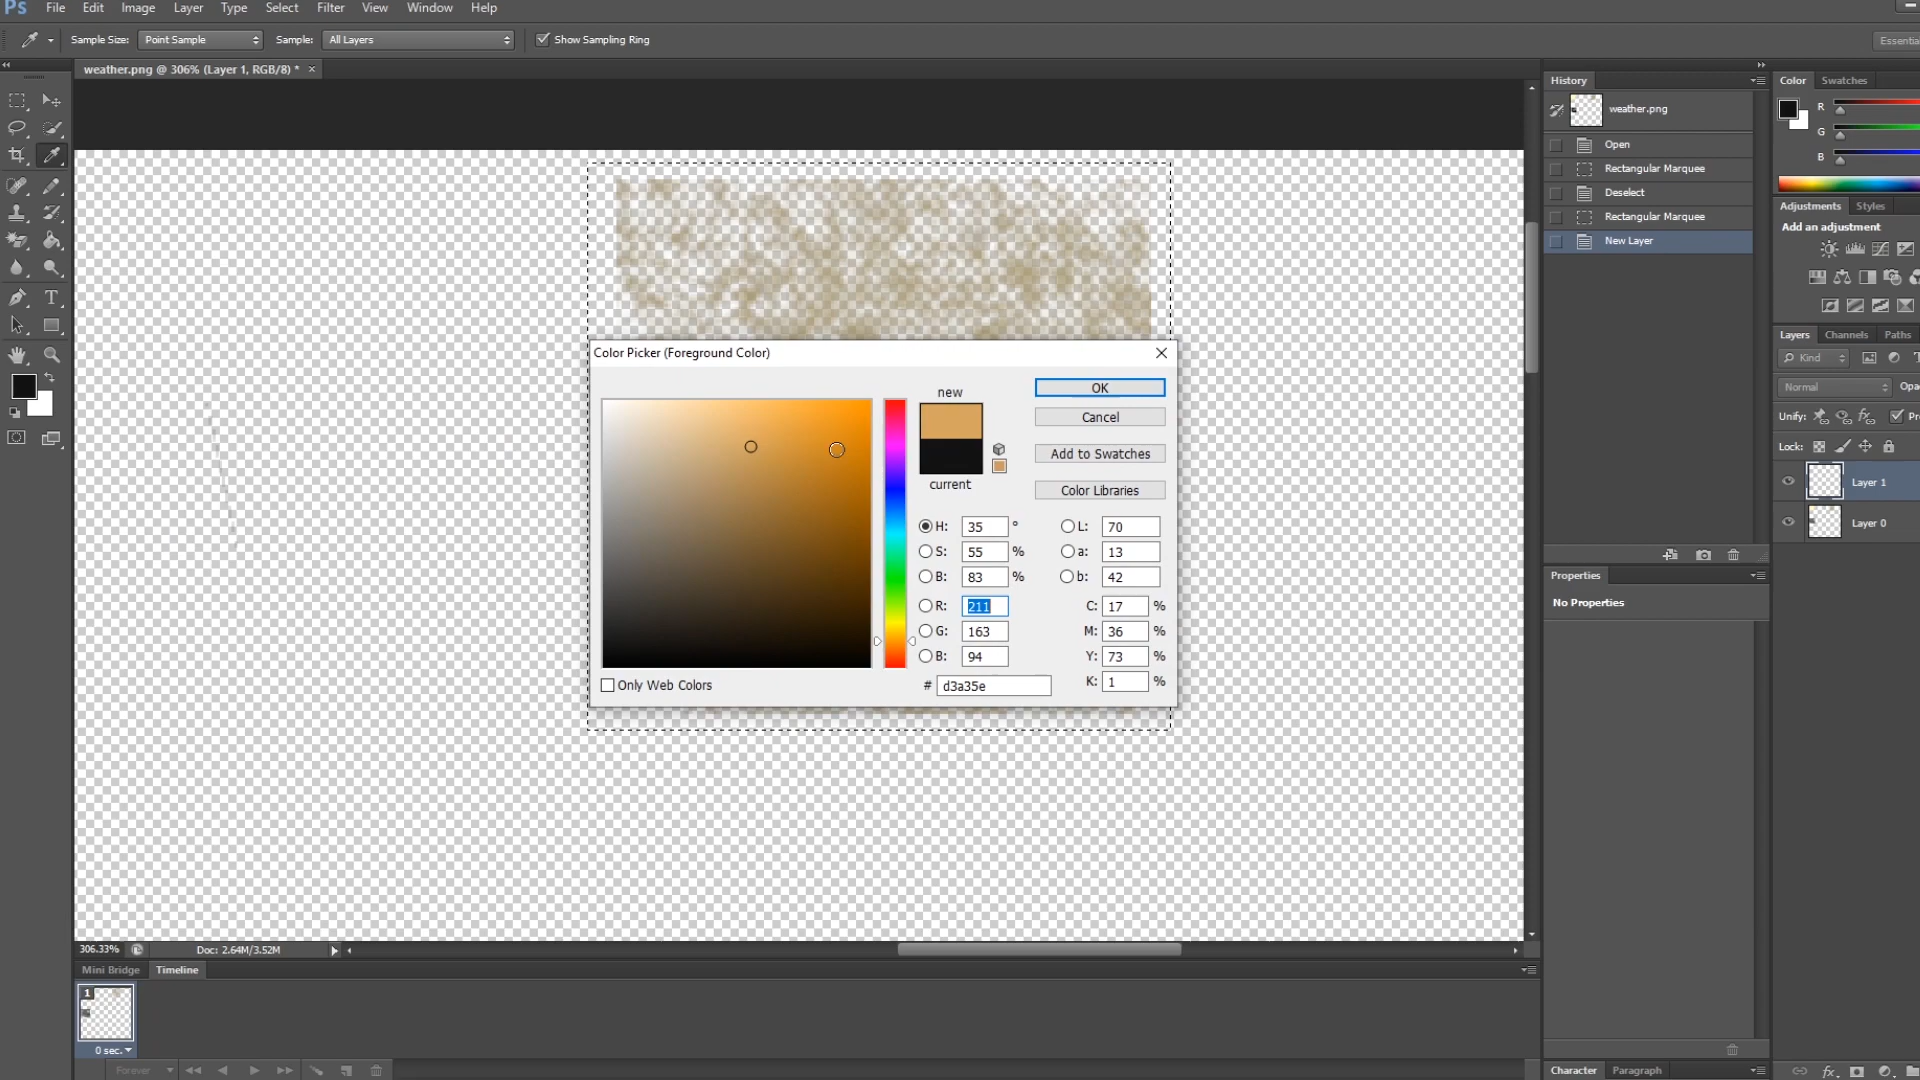 Ps File Edit Image Layer Type Select Filter View Window Help
Sample Size: Point Sample Sample: All Layers Show Sampling Ring
weather.png @ 306% (Layer 1, RGB/8) * ×
History
weather.png
Open
Rectangular Marquee
Deselect
Rectangular Marquee
New Layer
Color Swatches
R
G
B
Adjustments Styles
Add an adjustment
Layers Channels Paths
Kind
Normal
Unify:
Lock:
Layer 1
Layer 0
Properties
No Properties
Character Paragraph
Color Picker (Foreground Color)
new
current
OK
Cancel
Add to Swatches
Color Libraries
H: 35 °
S: 55 %
B: 83 %
R: 211
G: 163
B: 94
# d3a35e
L: 70
a: 13
b: 42
C: 17 %
M: 36 %
Y: 73 %
K: 1 %
Only Web Colors
306.33% Doc: 2.64M/3.52M
Mini Bridge Timeline
1
0 sec.
Forever